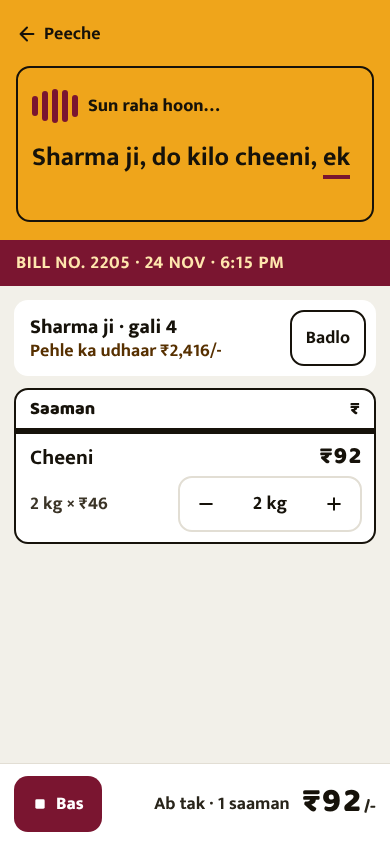 Peeche
Sun raha hoon...
Sharma ji, do kilo cheeni, ek
BILL NO. 2205 · 24 NOV · 6:15 PM
Sharma ji · gali 4
Pehle ka udhaar ₹2,416/-
Badlo
Saaman ₹
Cheeni ₹92
2 kg × ₹46 − 2 kg +
Bas Ab tak · 1 saaman ₹92/-